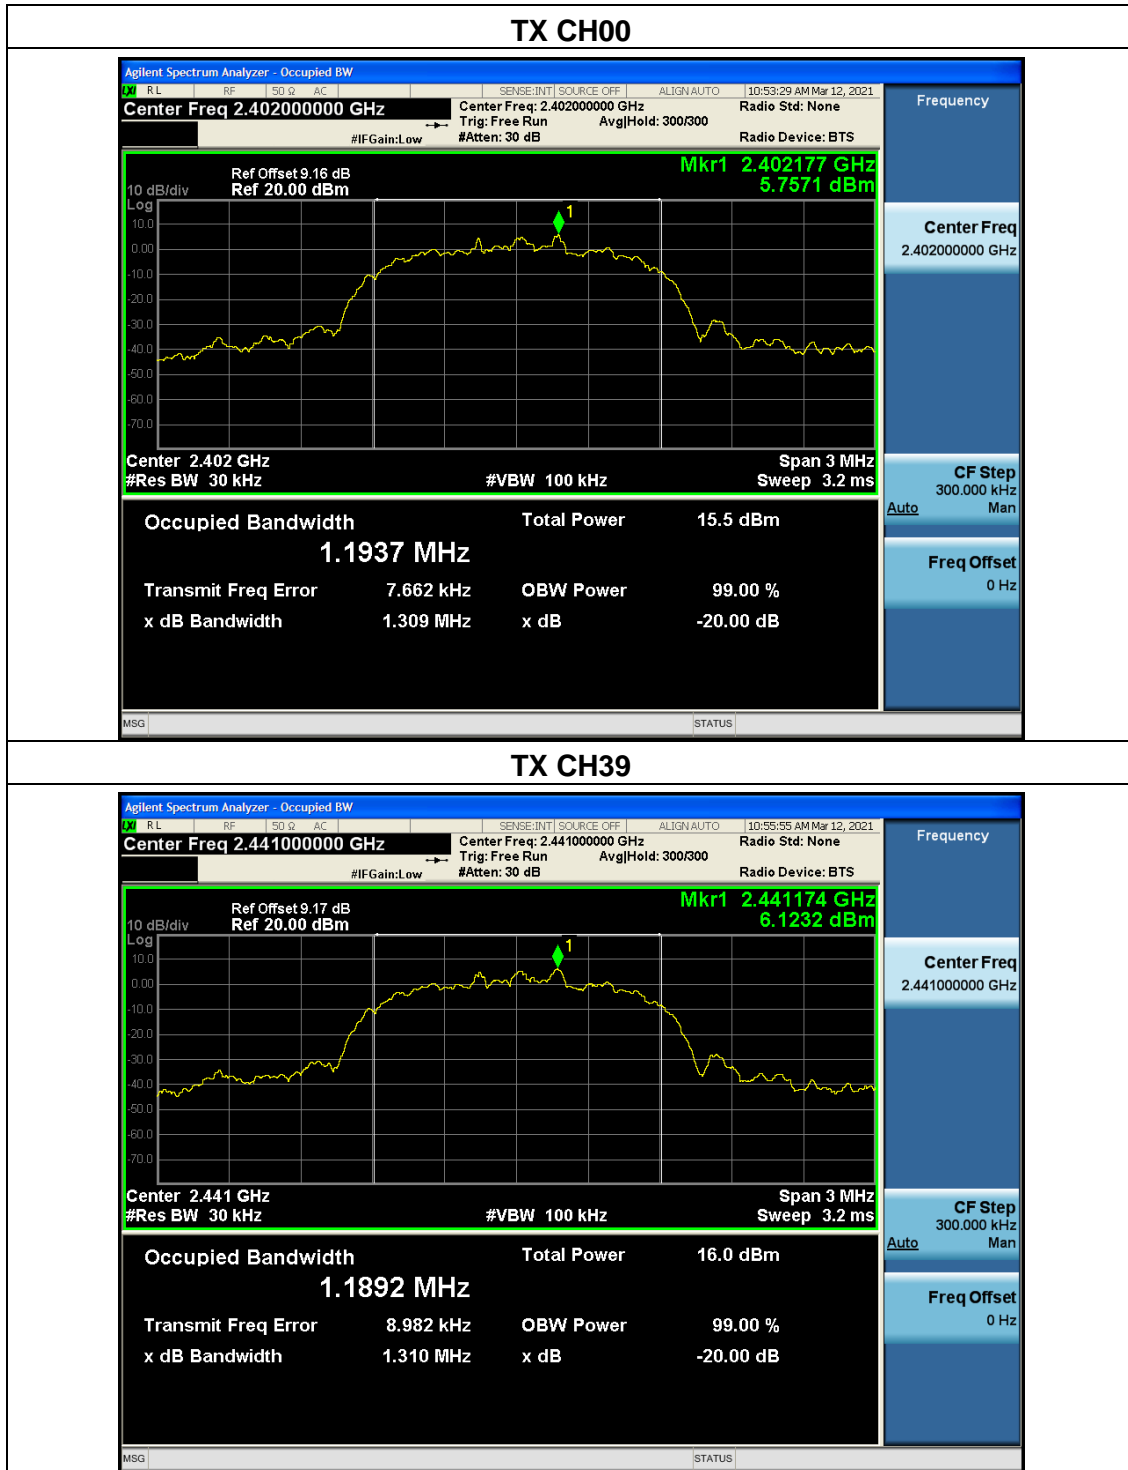 TX CH00
Agilent Spectrum Analyzer - Occupied BW
LXI RL RF 50 Ω AC SENSE:INT SOURCE OFF ALIGN AUTO 10:53:29 AM Mar 12, 2021
Center Freq 2.402000000 GHz Center Freq: 2.402000000 GHz Radio Std: None Frequency
Trig: Free Run Avg|Hold: 300/300
#IFGain:Low #Atten: 30 dB Radio Device: BTS
Mkr1 2.402177 GHz
Ref Offset 9.16 dB
10 dB/div Ref 20.00 dBm 5.7571 dBm
Log
1
10.0
0.00
-10.0
-20.0
-30.0
-40.0
-50.0
-60.0
-70.0
Center Freq
2.402000000 GHz
Center 2.402 GHz Span 3 MHz
#Res BW 30 kHz #VBW 100 kHz Sweep 3.2 ms
CF Step
300.000 kHz
Auto Man
Occupied Bandwidth Total Power 15.5 dBm
1.1937 MHz
Freq Offset
0 Hz
Transmit Freq Error 7.662 kHz OBW Power 99.00 %
x dB Bandwidth 1.309 MHz x dB -20.00 dB
MSG STATUS
TX CH39
Agilent Spectrum Analyzer - Occupied BW
LXI RL RF 50 Ω AC SENSE:INT SOURCE OFF ALIGN AUTO 10:55:55 AM Mar 12, 2021
Center Freq 2.441000000 GHz Center Freq: 2.441000000 GHz Radio Std: None Frequency
Trig: Free Run Avg|Hold: 300/300
#IFGain:Low #Atten: 30 dB Radio Device: BTS
Mkr1 2.441174 GHz
Ref Offset 9.17 dB
10 dB/div Ref 20.00 dBm 6.1232 dBm
Log
1
10.0
0.00
-10.0
-20.0
-30.0
-40.0
-50.0
-60.0
-70.0
Center Freq
2.441000000 GHz
Center 2.441 GHz Span 3 MHz
#Res BW 30 kHz #VBW 100 kHz Sweep 3.2 ms
CF Step
300.000 kHz
Auto Man
Occupied Bandwidth Total Power 16.0 dBm
1.1892 MHz
Freq Offset
0 Hz
Transmit Freq Error 8.982 kHz OBW Power 99.00 %
x dB Bandwidth 1.310 MHz x dB -20.00 dB
MSG STATUS